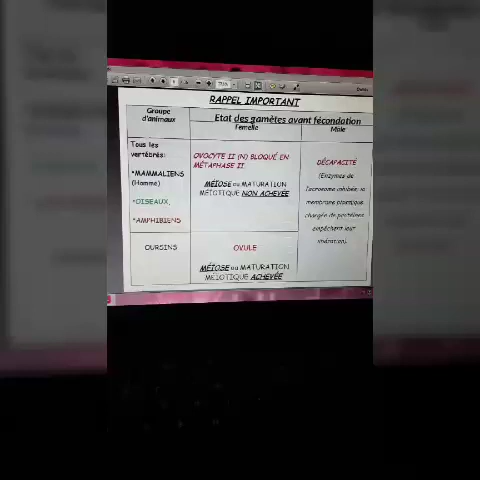 RAPPEL IMPORTANT
Groupe d'animaux
Etat des gamètes avant fécondation
Femelle
Mâle
Tous les
vertébrés:
*MAMMALIENS
(Homme)
*OISEAUX,
*AMPHIBIENS
OVOCYTE II (N) BLOQUÉ EN
MÉTAPHASE II
MÉIOSE ou MATURATION
MÉIOTIQUE NON ACHEVÉE
DÉCAPACITÉ
(Enzymes de
l'acrosome inhibés; la
membrane plasmique
chargée de protéines
empêchent leur
libération)
OURSINS
OVULE
MÉIOSE ou MATURATION
MÉIOTIQUE ACHEVÉE